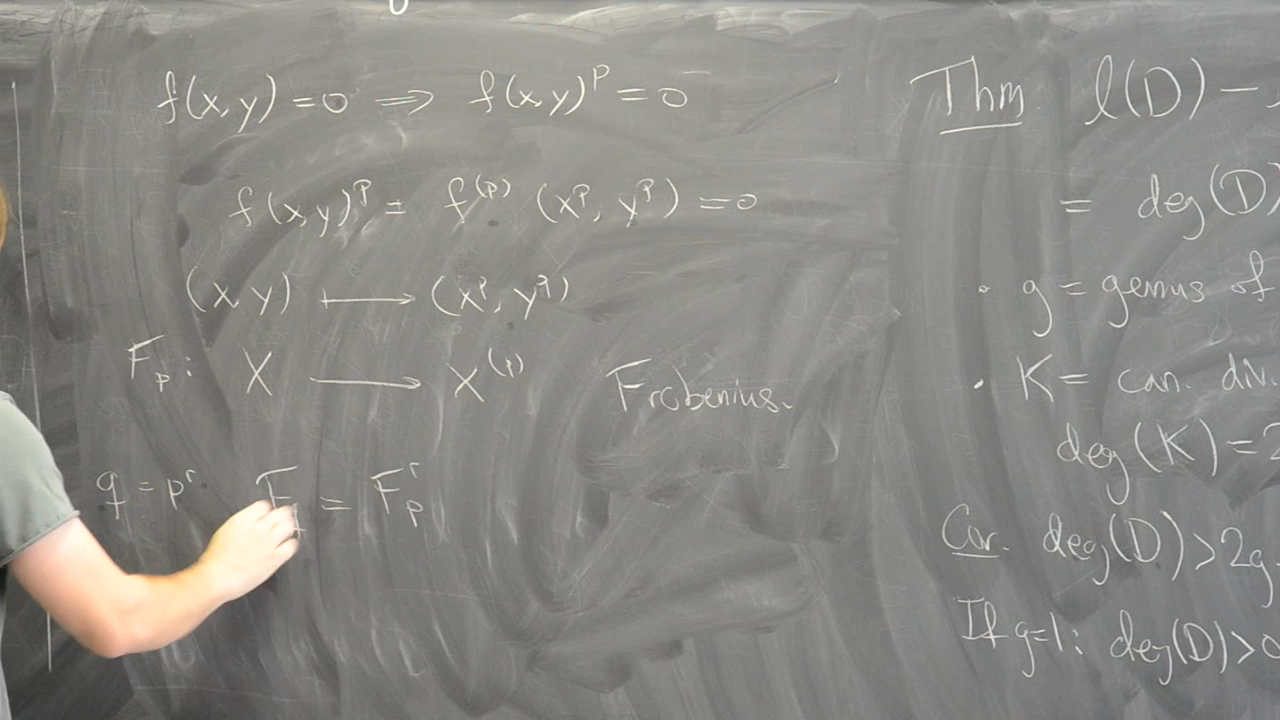 f(x,y) = 0 ⟹ f(x,y)^p = 0
f(x,y)^p = f^(p) (x^p, y^p) = 0
(x,y) ⟼ (x^p, y^p)
F_p : X ⟶ X^(p) Frobenius.
q = p^r. F = F_p^r
Thm l(D) −
= deg(D)
• g = genus of
• K = can. div.
deg(K) = 2
Cor. deg(D) > 2g
If g=1: deg(D) > 0